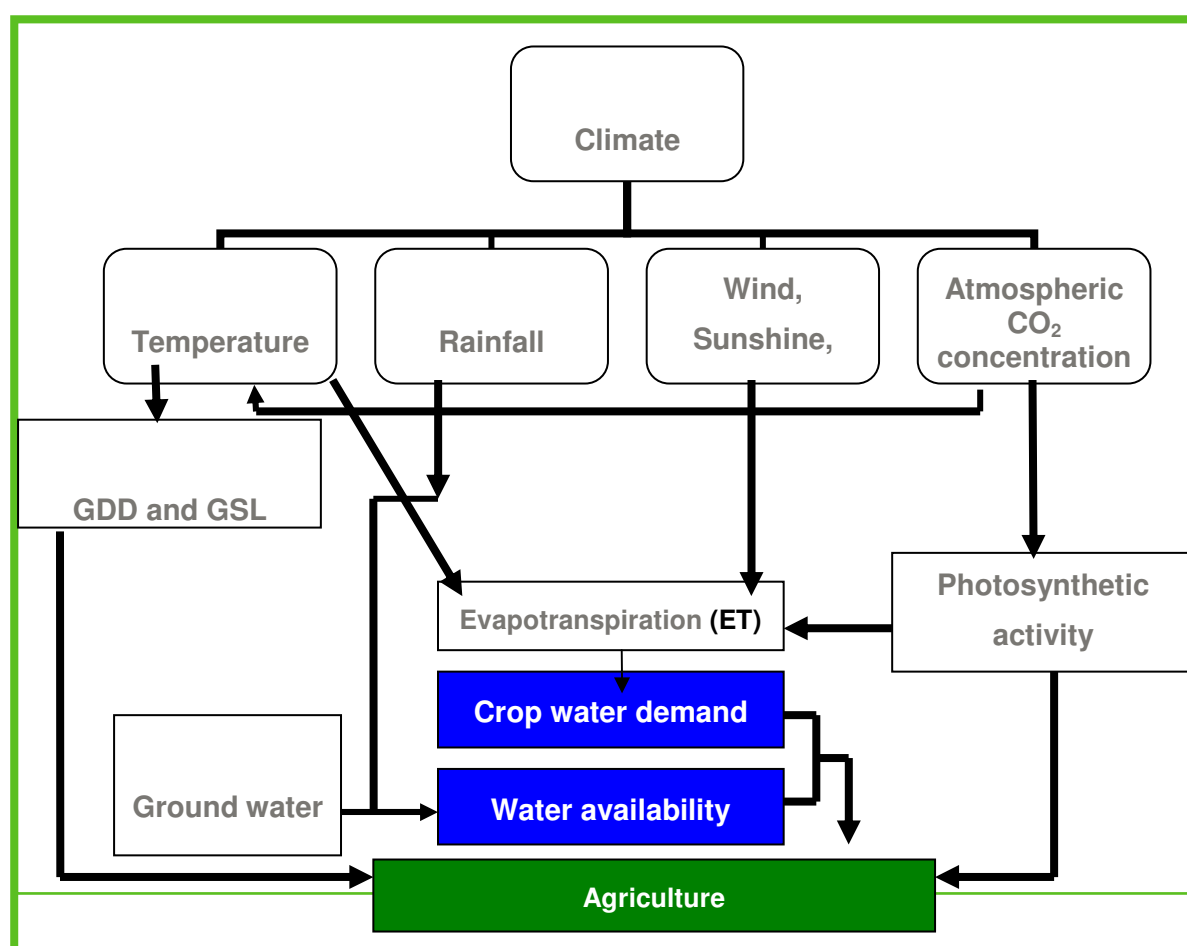 Climate
Temperature
Rainfall
Wind,
Sunshine,
Atmospheric
CO₂
concentration
GDD and GSL
Evapotranspiration (ET)
Photosynthetic
activity
Crop water demand
Ground water
Water availability
Agriculture